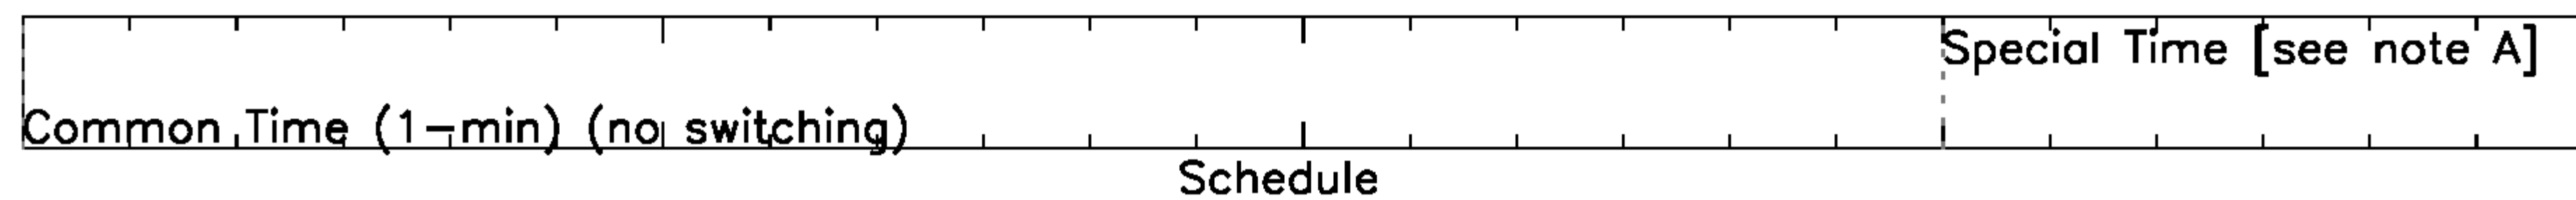 Special Time [see note A]
Common Time (1-min) (no switching)
Schedule